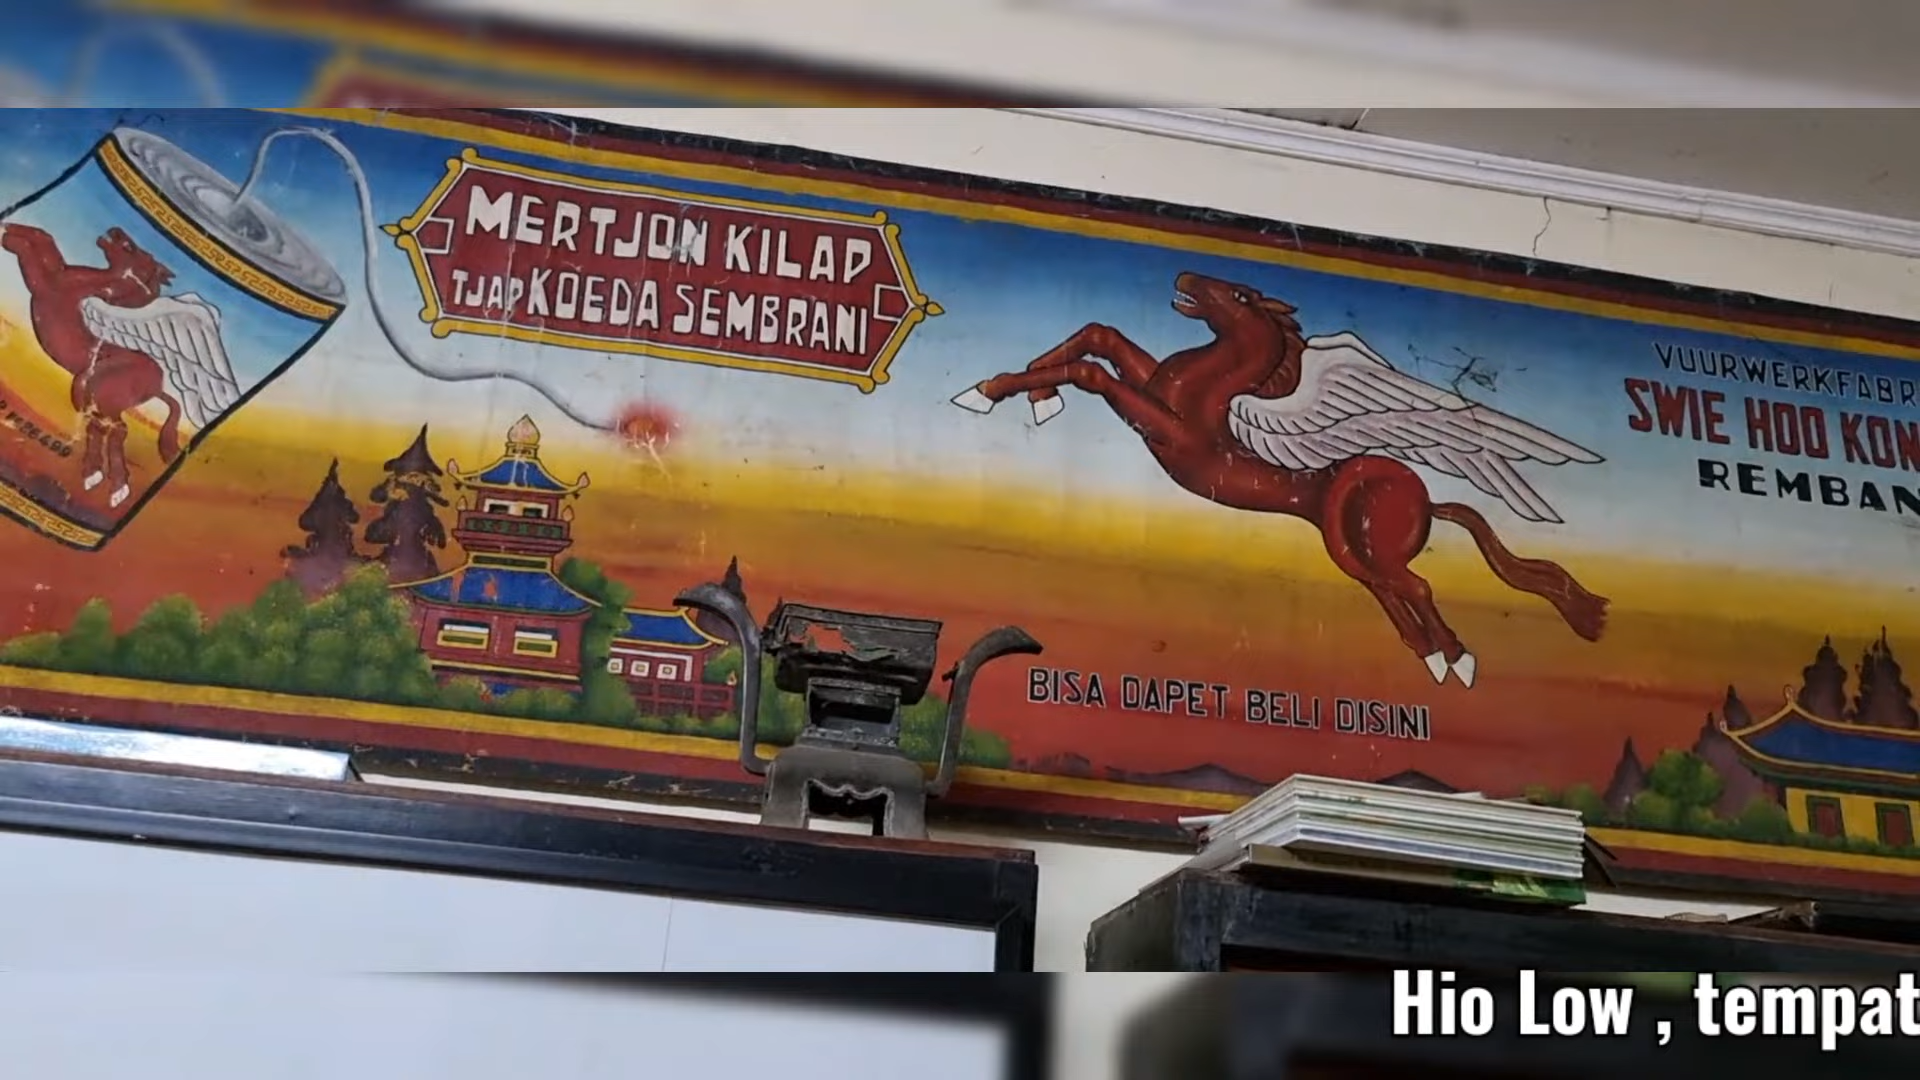 MERTJON KILAP
TJAP KOEDA SEMBRANI
VUURWERKFABR
SWIE HOO KON
REMBAN
BISA DAPET BELI DISINI
Hio Low , tempat